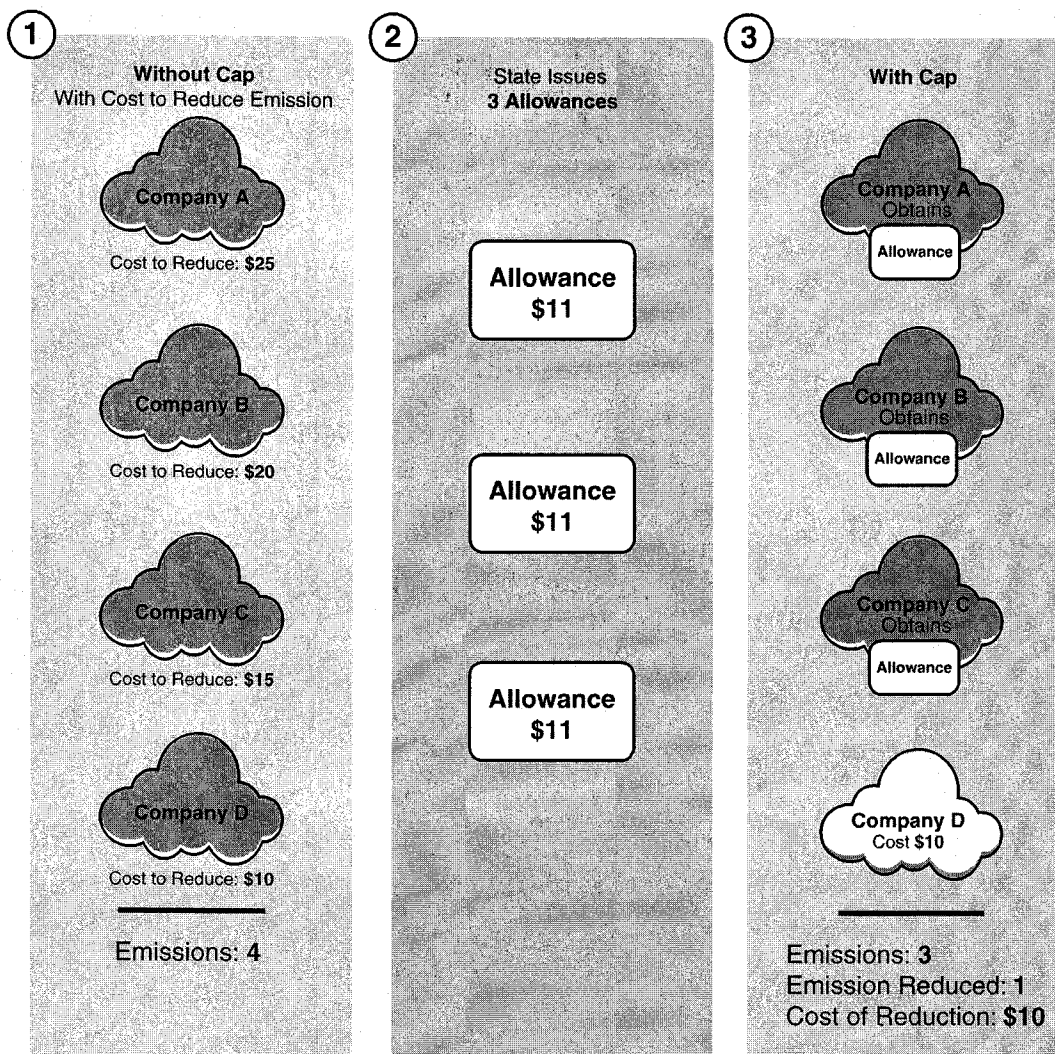 1
Without Cap
With Cost to Reduce Emission
Company A
Cost to Reduce: $25
Company B
Cost to Reduce: $20
Company C
Cost to Reduce: $15
Company D
Cost to Reduce: $10
Emissions: 4
2
State Issues
3 Allowances
Allowance
$11
Allowance
$11
Allowance
$11
3
With Cap
Company A
Obtains
Allowance
Company B
Obtains
Allowance
Company C
Obtains
Allowance
Company D
Cost $10
Emissions: 3
Emission Reduced: 1
Cost of Reduction: $10